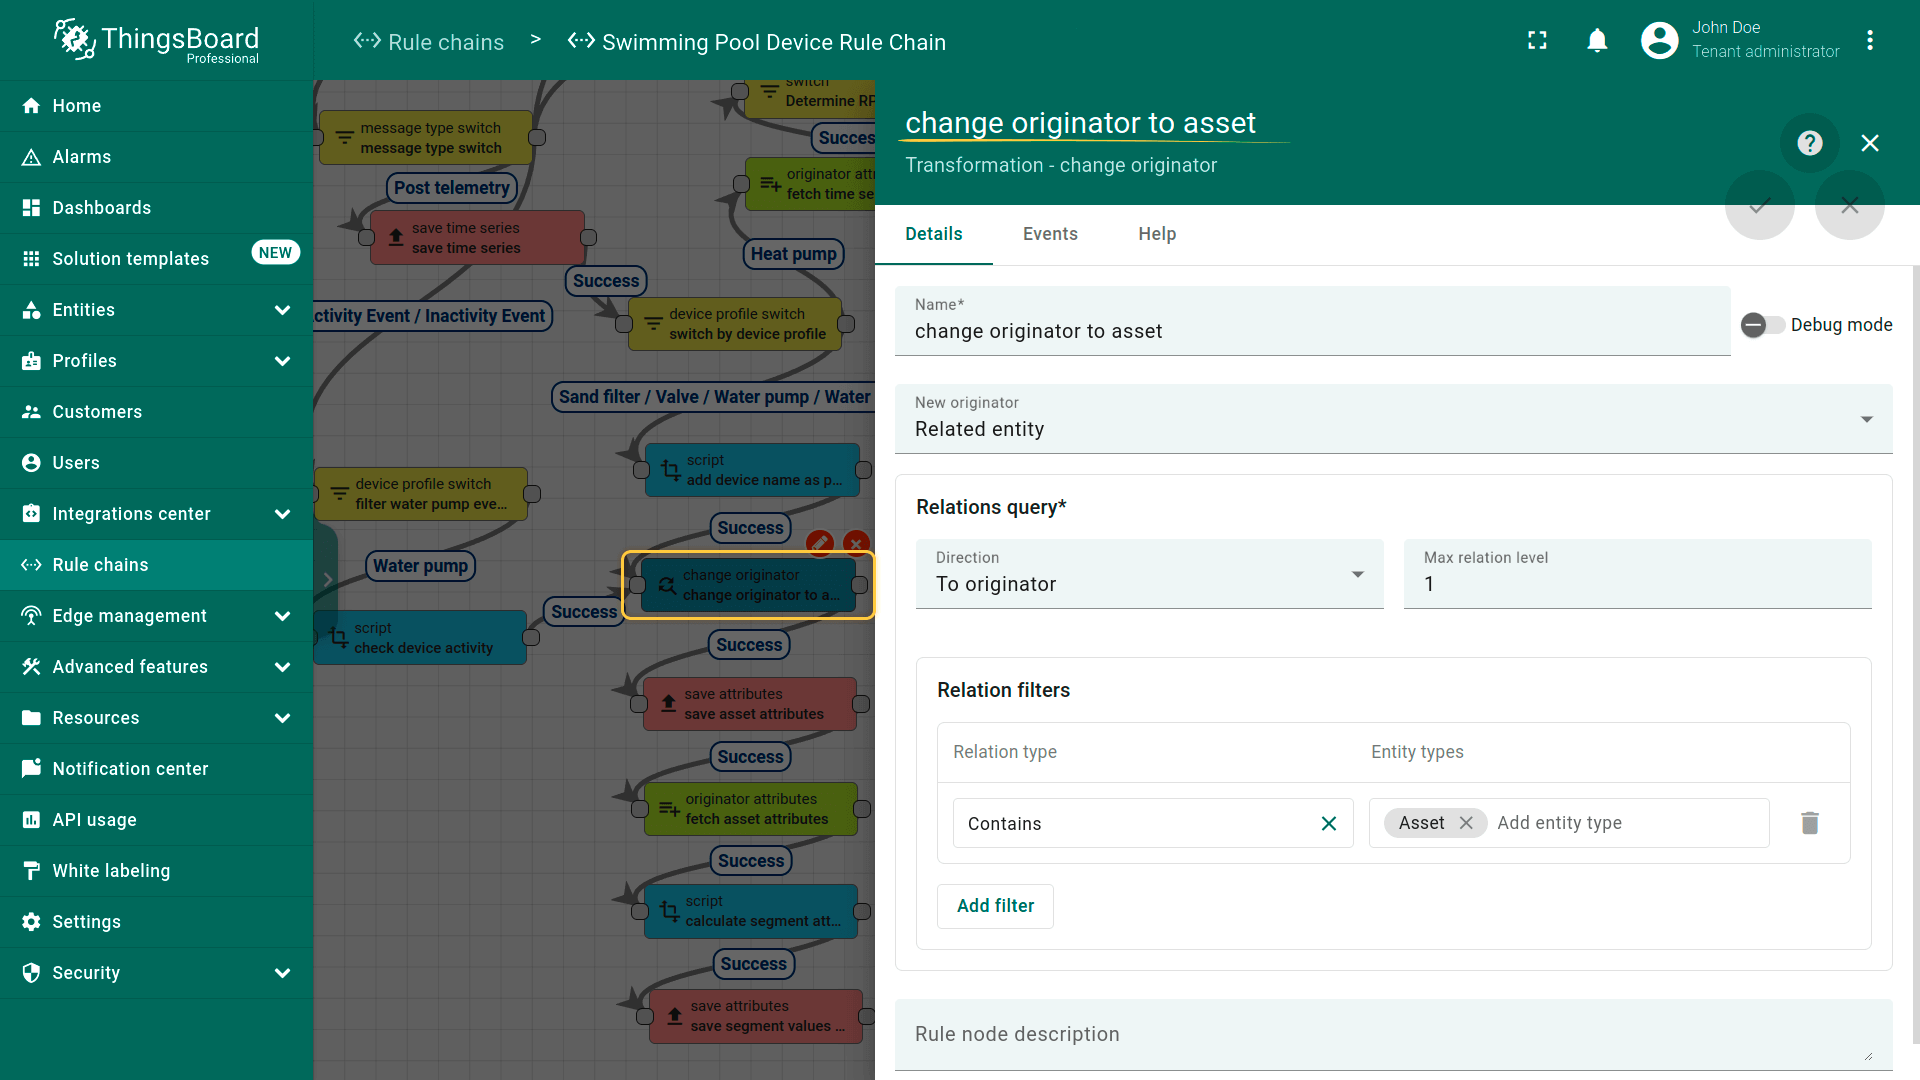 ThingsBoard
Professional
Rule chains > Swimming Pool Device Rule Chain
John Doe
Tenant administrator
Home
Alarms
Dashboards
Solution templates NEW
Entities
Profiles
Customers
Users
Integrations center
Rule chains
Edge management
Advanced features
Resources
Notification center
API usage
White labeling
Settings
Security
switch
Determine RP
Success
message type switch
message type switch
Post telemetry
originator att
fetch time se
save time series
save time series
Heat pump
Success
ctivity Event / Inactivity Event
device profile switch
switch by device profile
Sand filter / Valve / Water pump / Water
script
add device name as p...
device profile switch
filter water pump eve...
Success
Water pump
change originator
change originator to a...
Success
script
check device activity
Success
save attributes
save asset attributes
Success
originator attributes
fetch asset attributes
Success
script
calculate segment att...
Success
save attributes
save segment values ...
change originator to asset
Transformation - change originator
Details Events Help
Name*
change originator to asset
Debug mode
New originator
Related entity
Relations query*
Direction
To originator
Max relation level
1
Relation filters
Relation type Entity types
Contains Asset Add entity type
Add filter
Rule node description